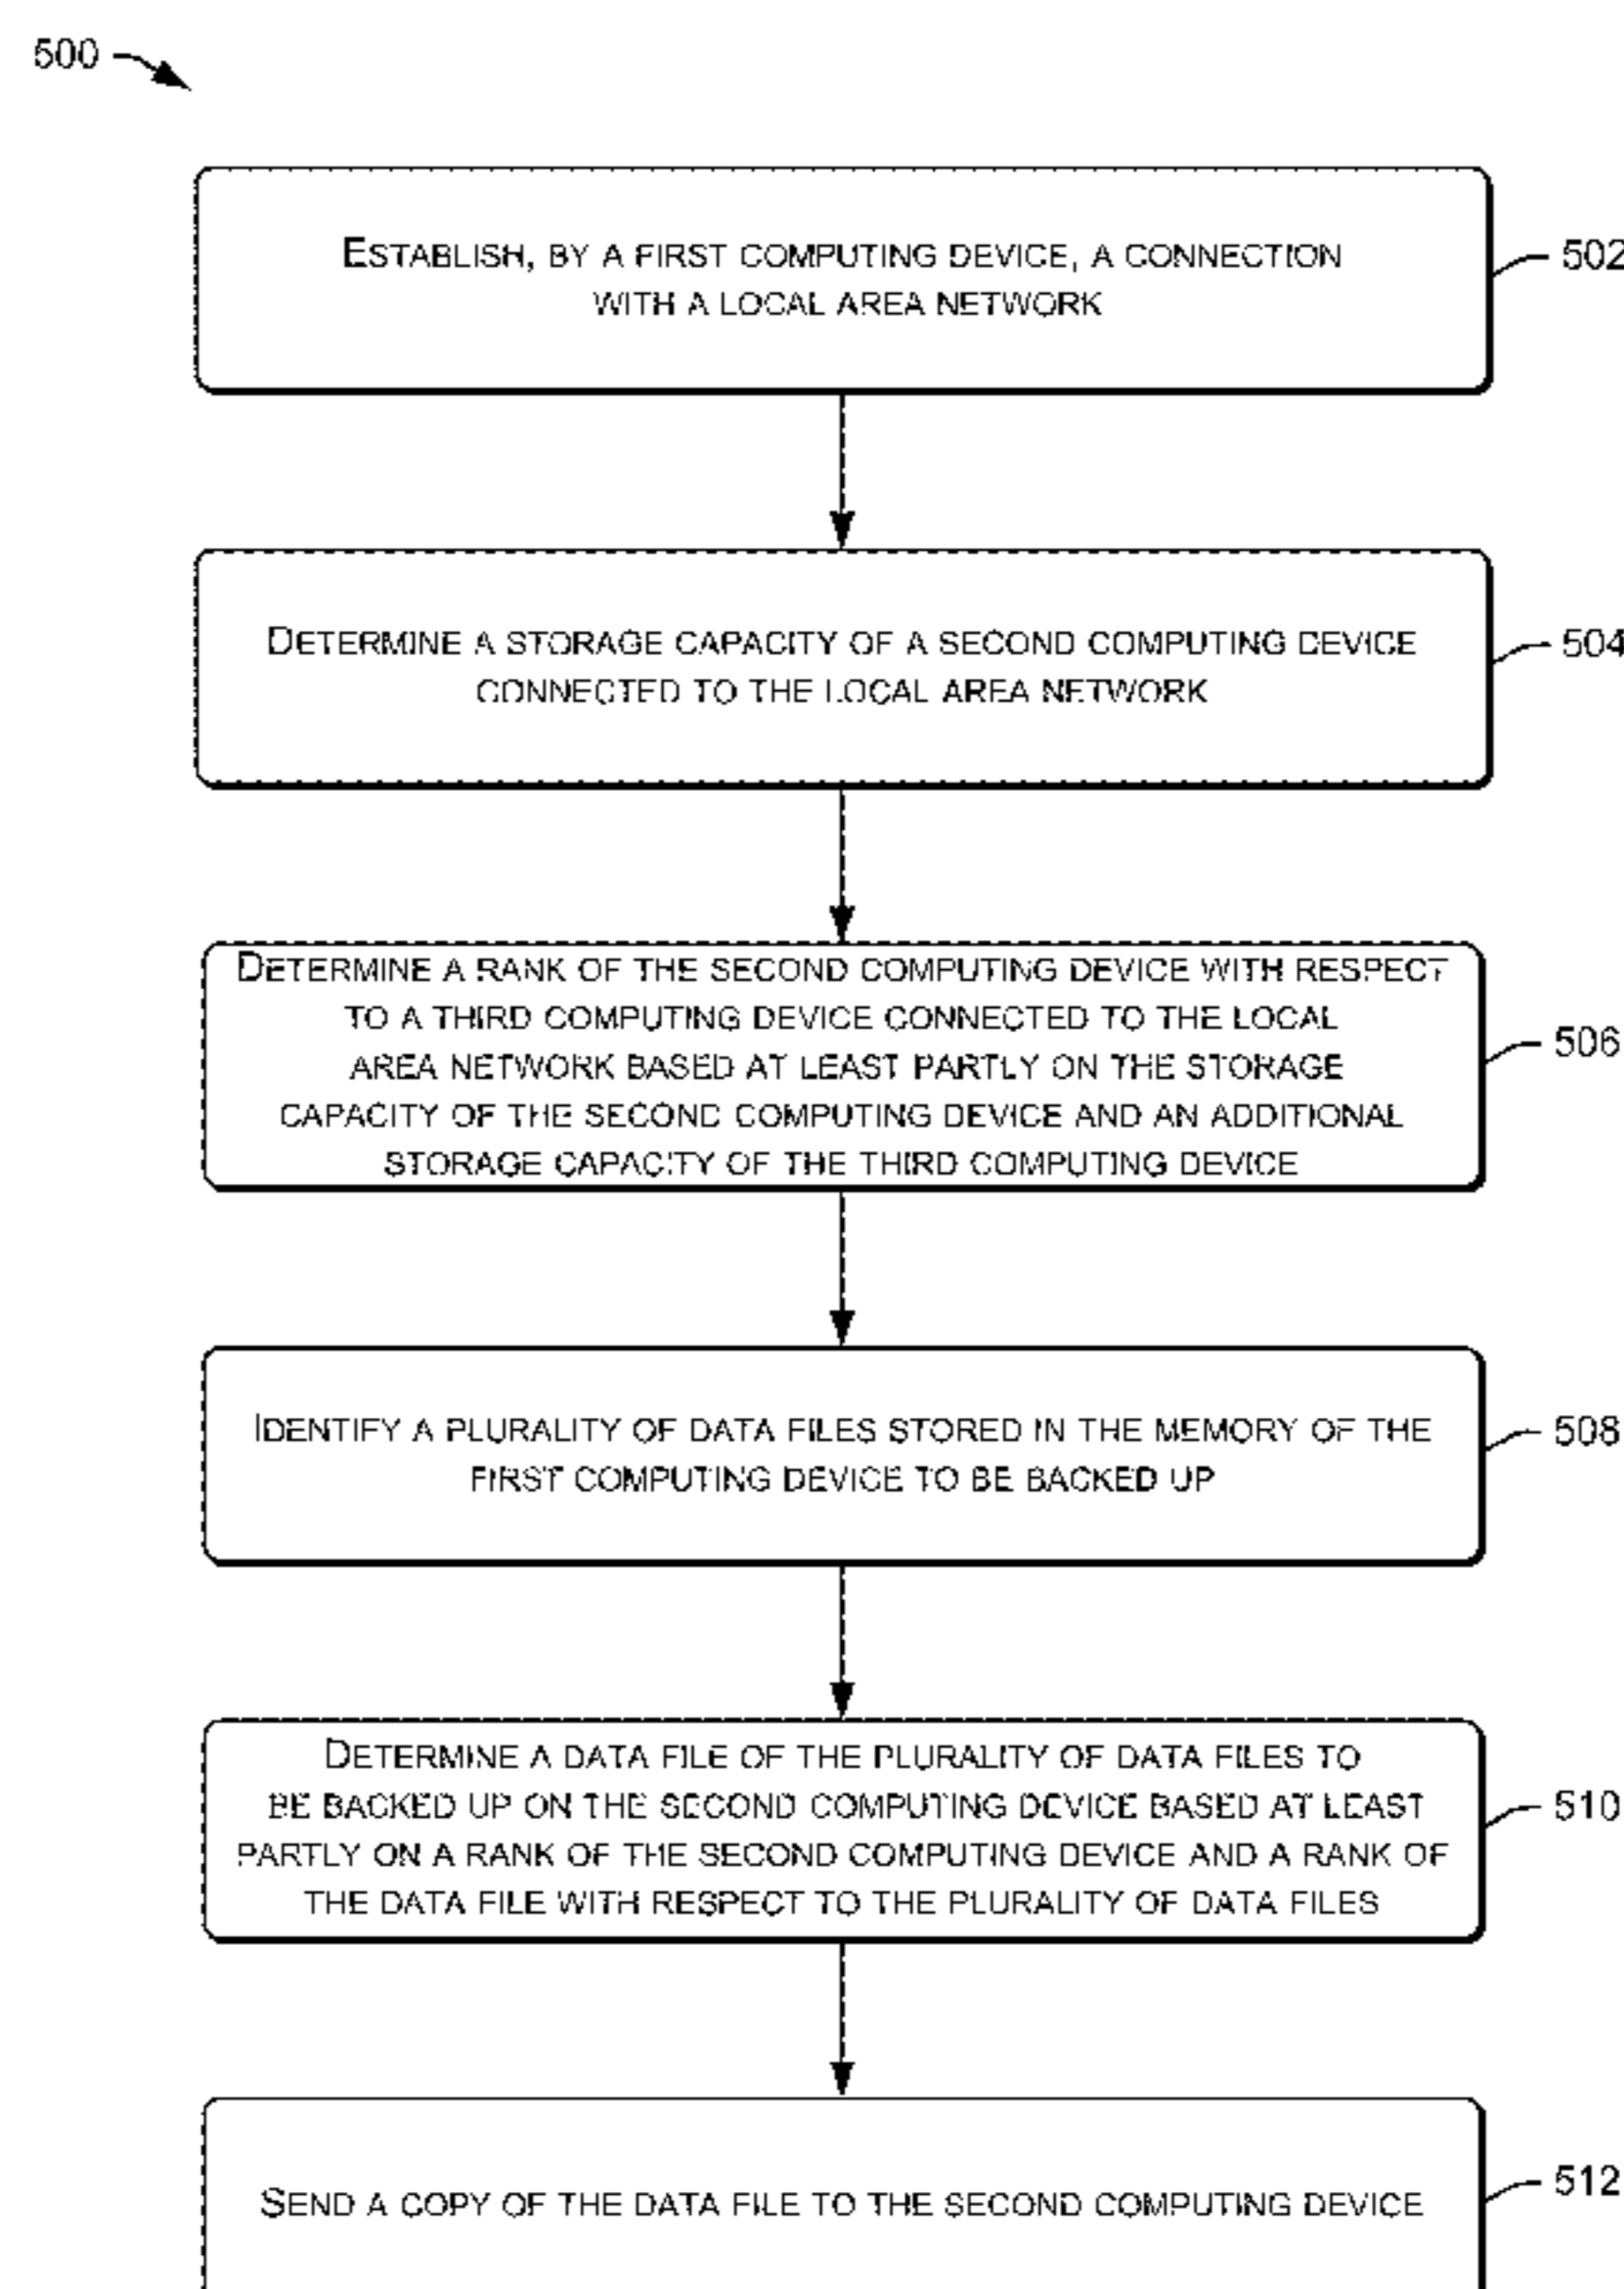 500
ESTABLISH, BY A FIRST COMPUTING DEVICE, A CONNECTION
WITH A LOCAL AREA NETWORK
502
DETERMINE A STORAGE CAPACITY OF A SECOND COMPUTING DEVICE
CONNECTED TO THE LOCAL AREA NETWORK
504
DETERMINE A RANK OF THE SECOND COMPUTING DEVICE WITH RESPECT
TO A THIRD COMPUTING DEVICE CONNECTED TO THE LOCAL
AREA NETWORK BASED AT LEAST PARTLY ON THE STORAGE
CAPACITY OF THE SECOND COMPUTING DEVICE AND AN ADDITIONAL
STORAGE CAPACITY OF THE THIRD COMPUTING DEVICE
506
IDENTIFY A PLURALITY OF DATA FILES STORED IN THE MEMORY OF THE
FIRST COMPUTING DEVICE TO BE BACKED UP
508
DETERMINE A DATA FILE OF THE PLURALITY OF DATA FILES TO
BE BACKED UP ON THE SECOND COMPUTING DEVICE BASED AT LEAST
PARTLY ON A RANK OF THE SECOND COMPUTING DEVICE AND A RANK OF
THE DATA FILE WITH RESPECT TO THE PLURALITY OF DATA FILES
510
SEND A COPY OF THE DATA FILE TO THE SECOND COMPUTING DEVICE
512